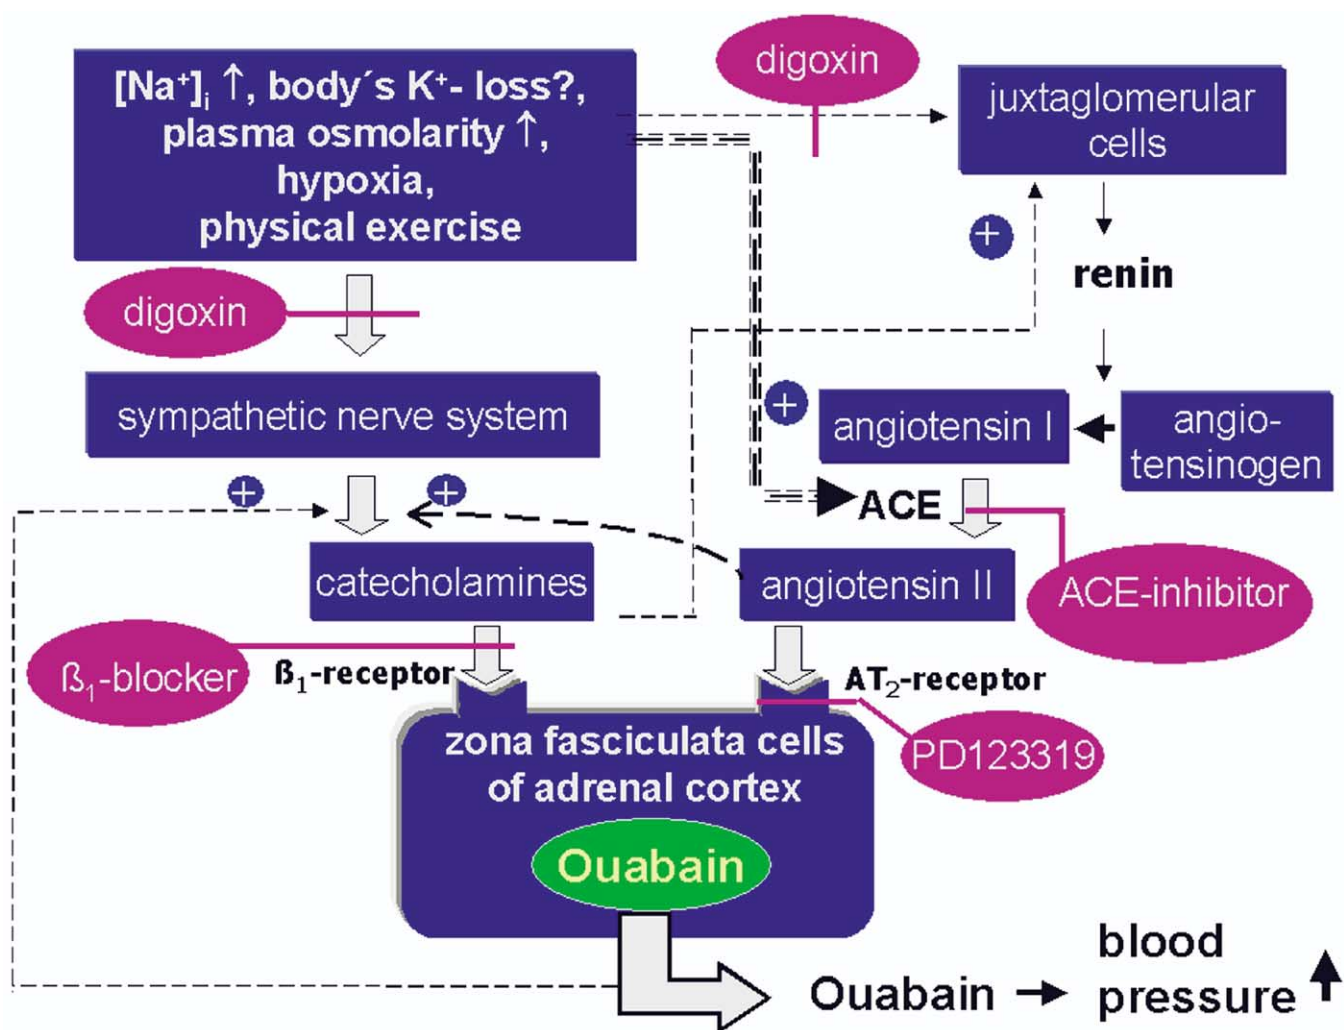 [Na⁺]ᵢ ↑, body´s K⁺- loss?,
plasma osmolarity ↑,
hypoxia,
physical exercise
digoxin
juxtaglomerular
cells
+
renin
digoxin
sympathetic nerve system
+
angiotensin I
angio-
tensinogen
+
+
ACE
catecholamines
angiotensin II
ACE-inhibitor
ß₁-blocker
ß₁-receptor
AT₂-receptor
PD123319
zona fasciculata cells
of adrenal cortex
Ouabain
Ouabain →
blood
pressure ↑